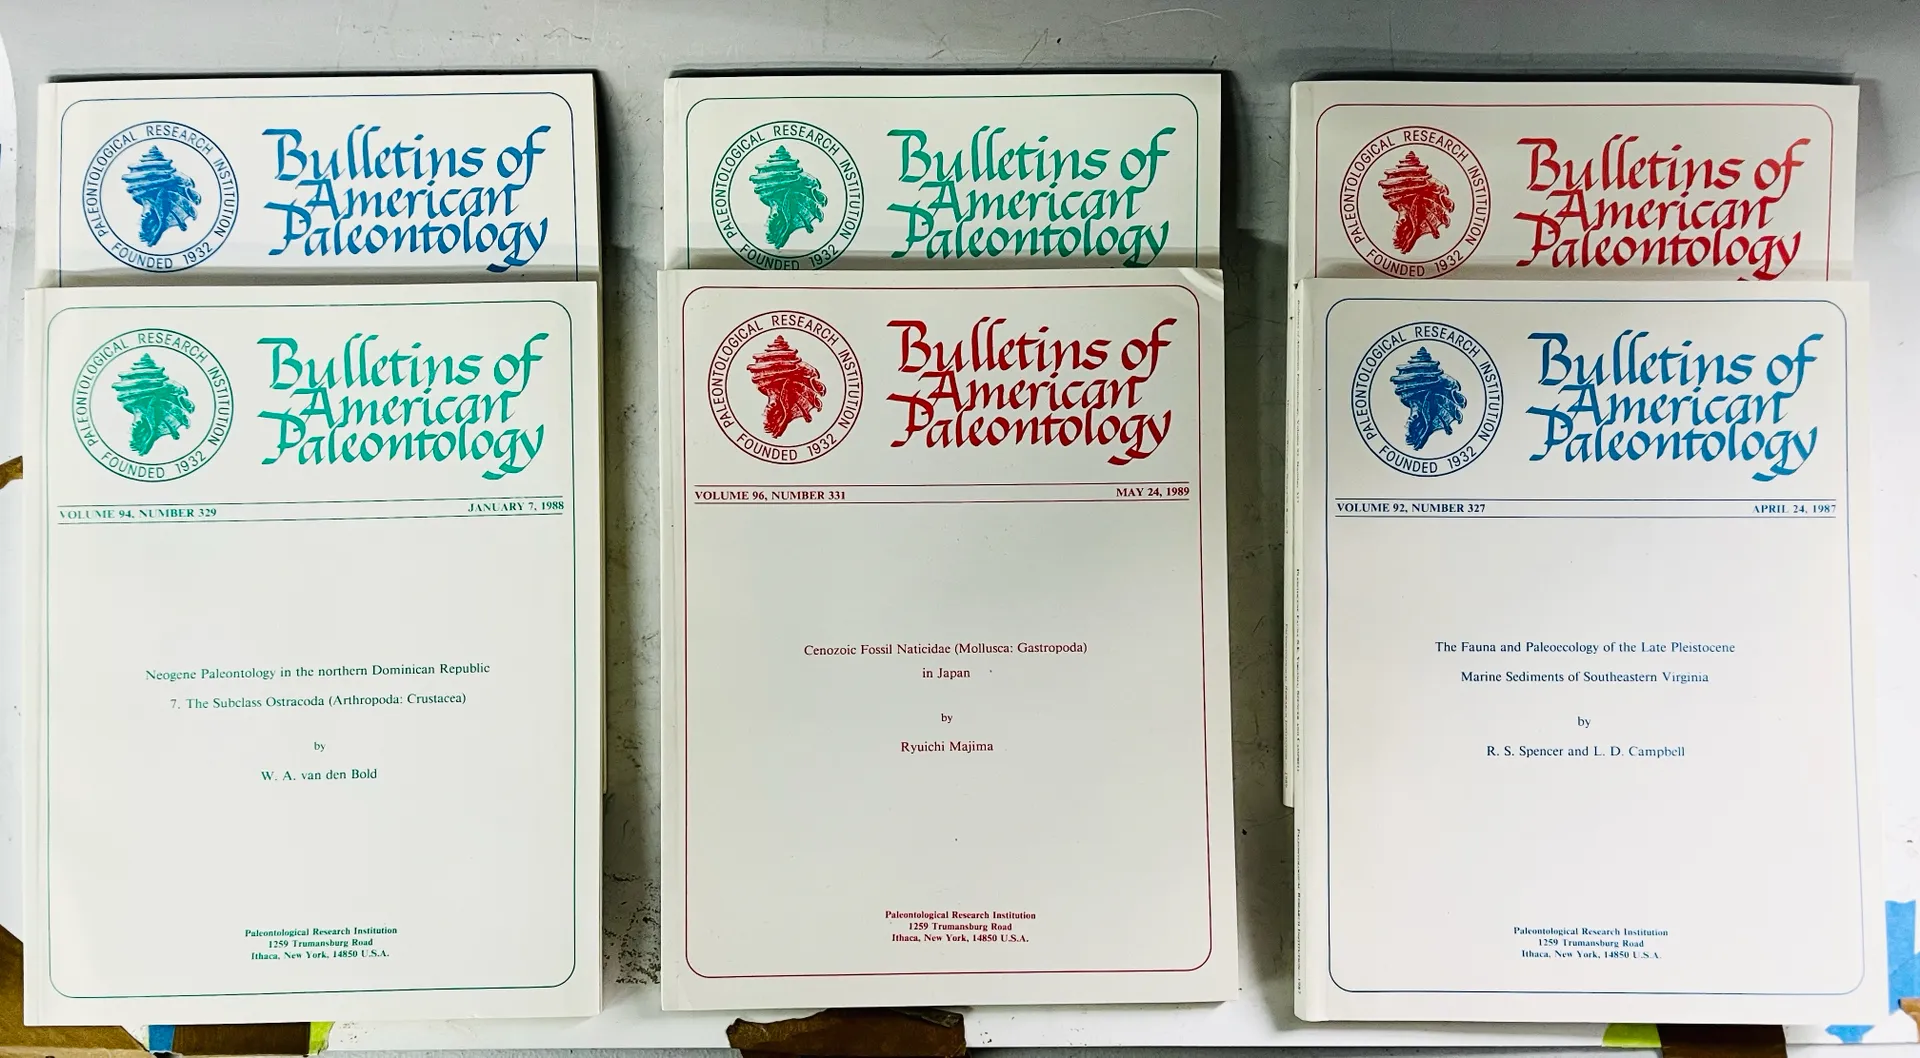 PALEONTOLOGICAL RESEARCH INSTITUTION
FOUNDED 1932
Bulletins of
American
Paleontology
PALEONTOLOGICAL RESEARCH INSTITUTION
FOUNDED 1932
Bulletins of
American
Paleontology
PALEONTOLOGICAL RESEARCH INSTITUTION
FOUNDED 1932
Bulletins of
American
Paleontology
PALEONTOLOGICAL RESEARCH INSTITUTION
FOUNDED 1932
Bulletins of
American
Paleontology
VOLUME 94, NUMBER 329 JANUARY 7, 1988
Neogene Paleontology in the northern Dominican Republic
7. The Subclass Ostracoda (Arthropoda: Crustacea)
by
W. A. van den Bold
Paleontological Research Institution
1259 Trumansburg Road
Ithaca, New York, 14850 U.S.A.
PALEONTOLOGICAL RESEARCH INSTITUTION
FOUNDED 1932
Bulletins of
American
Paleontology
VOLUME 96, NUMBER 331 MAY 24, 1989
Cenozoic Fossil Naticidae (Mollusca: Gastropoda)
in Japan
by
Ryuichi Majima
Paleontological Research Institution
1259 Trumansburg Road
Ithaca, New York, 14850 U.S.A.
PALEONTOLOGICAL RESEARCH INSTITUTION
FOUNDED 1932
Bulletins of
American
Paleontology
VOLUME 92, NUMBER 327 APRIL 24, 1987
The Fauna and Paleoecology of the Late Pleistocene
Marine Sediments of Southeastern Virginia
by
R. S. Spencer and L. D. Campbell
Paleontological Research Institution
1259 Trumansburg Road
Ithaca, New York, 14850 U.S.A.